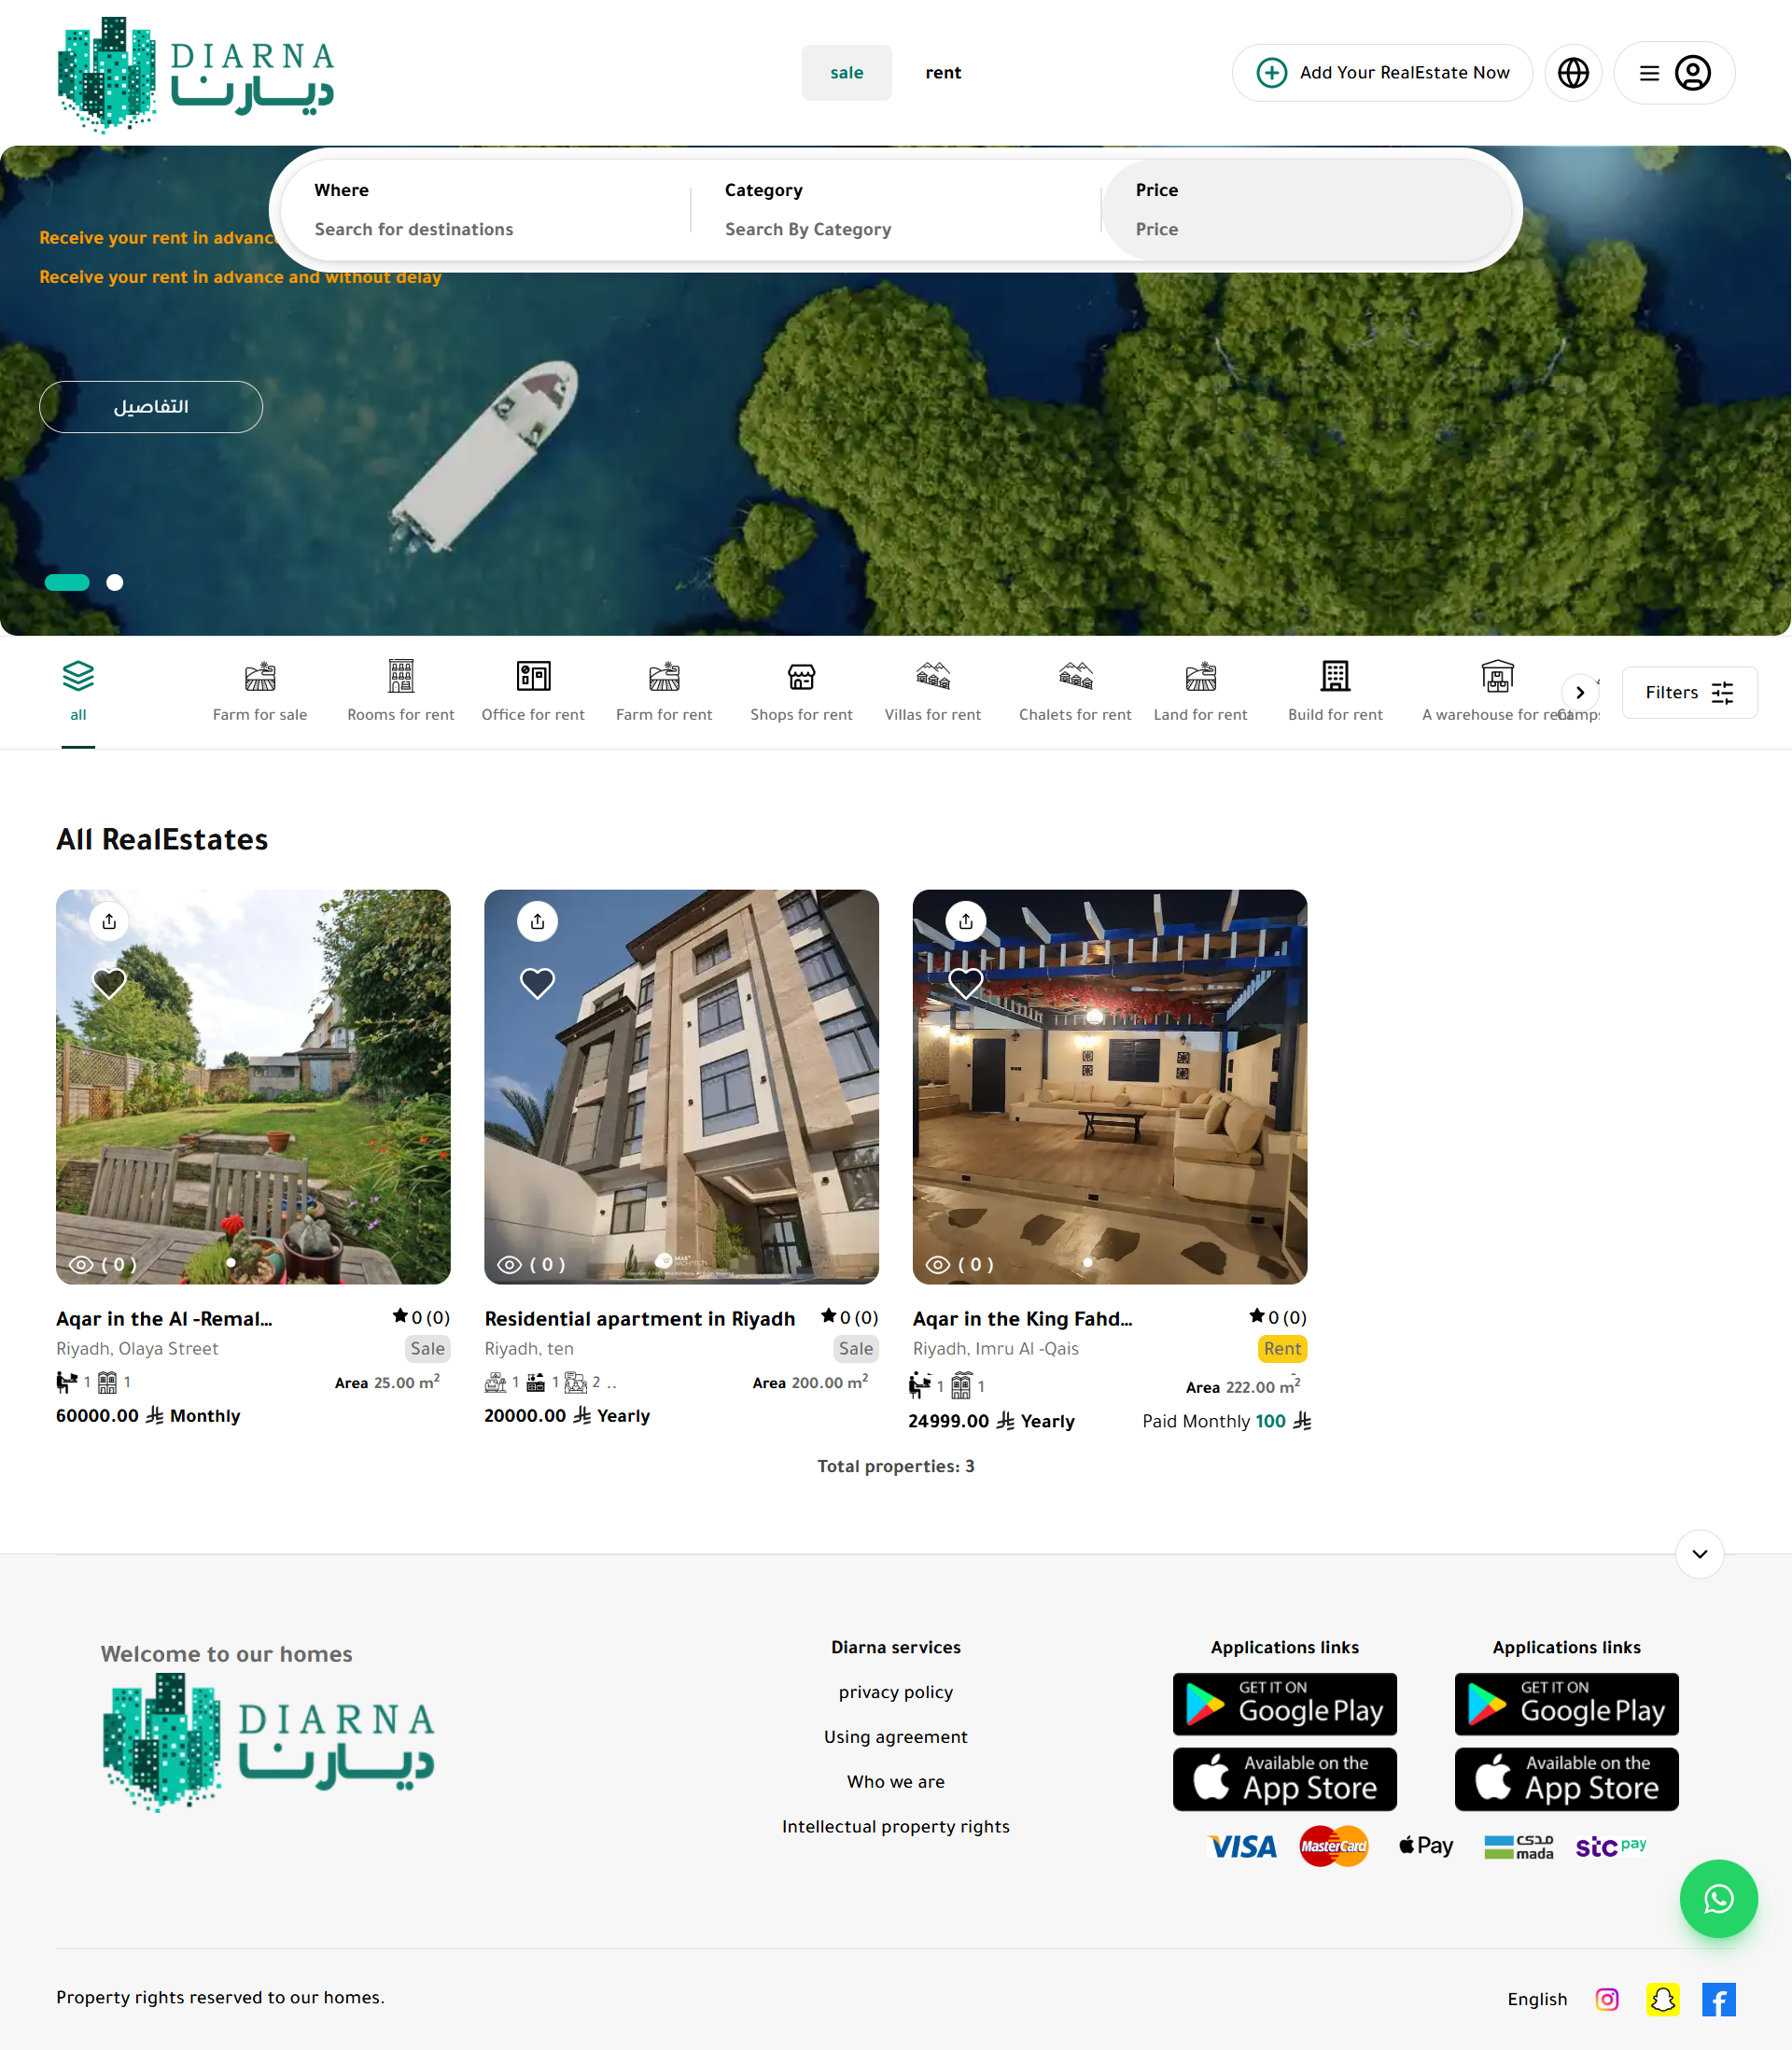 DIARNA
ديارنا
sale
rent
Add Your RealEstate Now
Where
Search for destinations
Category
Search By Category
Price
Price
Receive your rent in advance
Receive your rent in advance and without delay
التفاصيل
all
Farm for sale
Rooms for rent
Office for rent
Farm for rent
Shops for rent
Villas for rent
Chalets for rent
Land for rent
Build for rent
A warehouse for rent
Camps
Filters
All RealEstates
( 0 )
( 0 )
( 0 )
Aqar in the Al -Remal...
0 (0)
Riyadh, Olaya Street
Sale
1 1
Area 25.00 m2
60000.00 Monthly
Residential apartment in Riyadh
0 (0)
Riyadh, ten
Sale
1 1 2 ..
Area 200.00 m2
20000.00 Yearly
Aqar in the King Fahd...
0 (0)
Riyadh, Imru Al -Qais
Rent
1 1
Area 222.00 m2
24999.00 Yearly
Paid Monthly 100
Total properties: 3
Welcome to our homes
DIARNA
ديارنا
Diarna services
privacy policy
Using agreement
Who we are
Intellectual property rights
Applications links
GET IT ON
Google Play
Available on the
App Store
Applications links
GET IT ON
Google Play
Available on the
App Store
VISA
MasterCard
Pay
مدى
mada
stc pay
Property rights reserved to our homes.
English